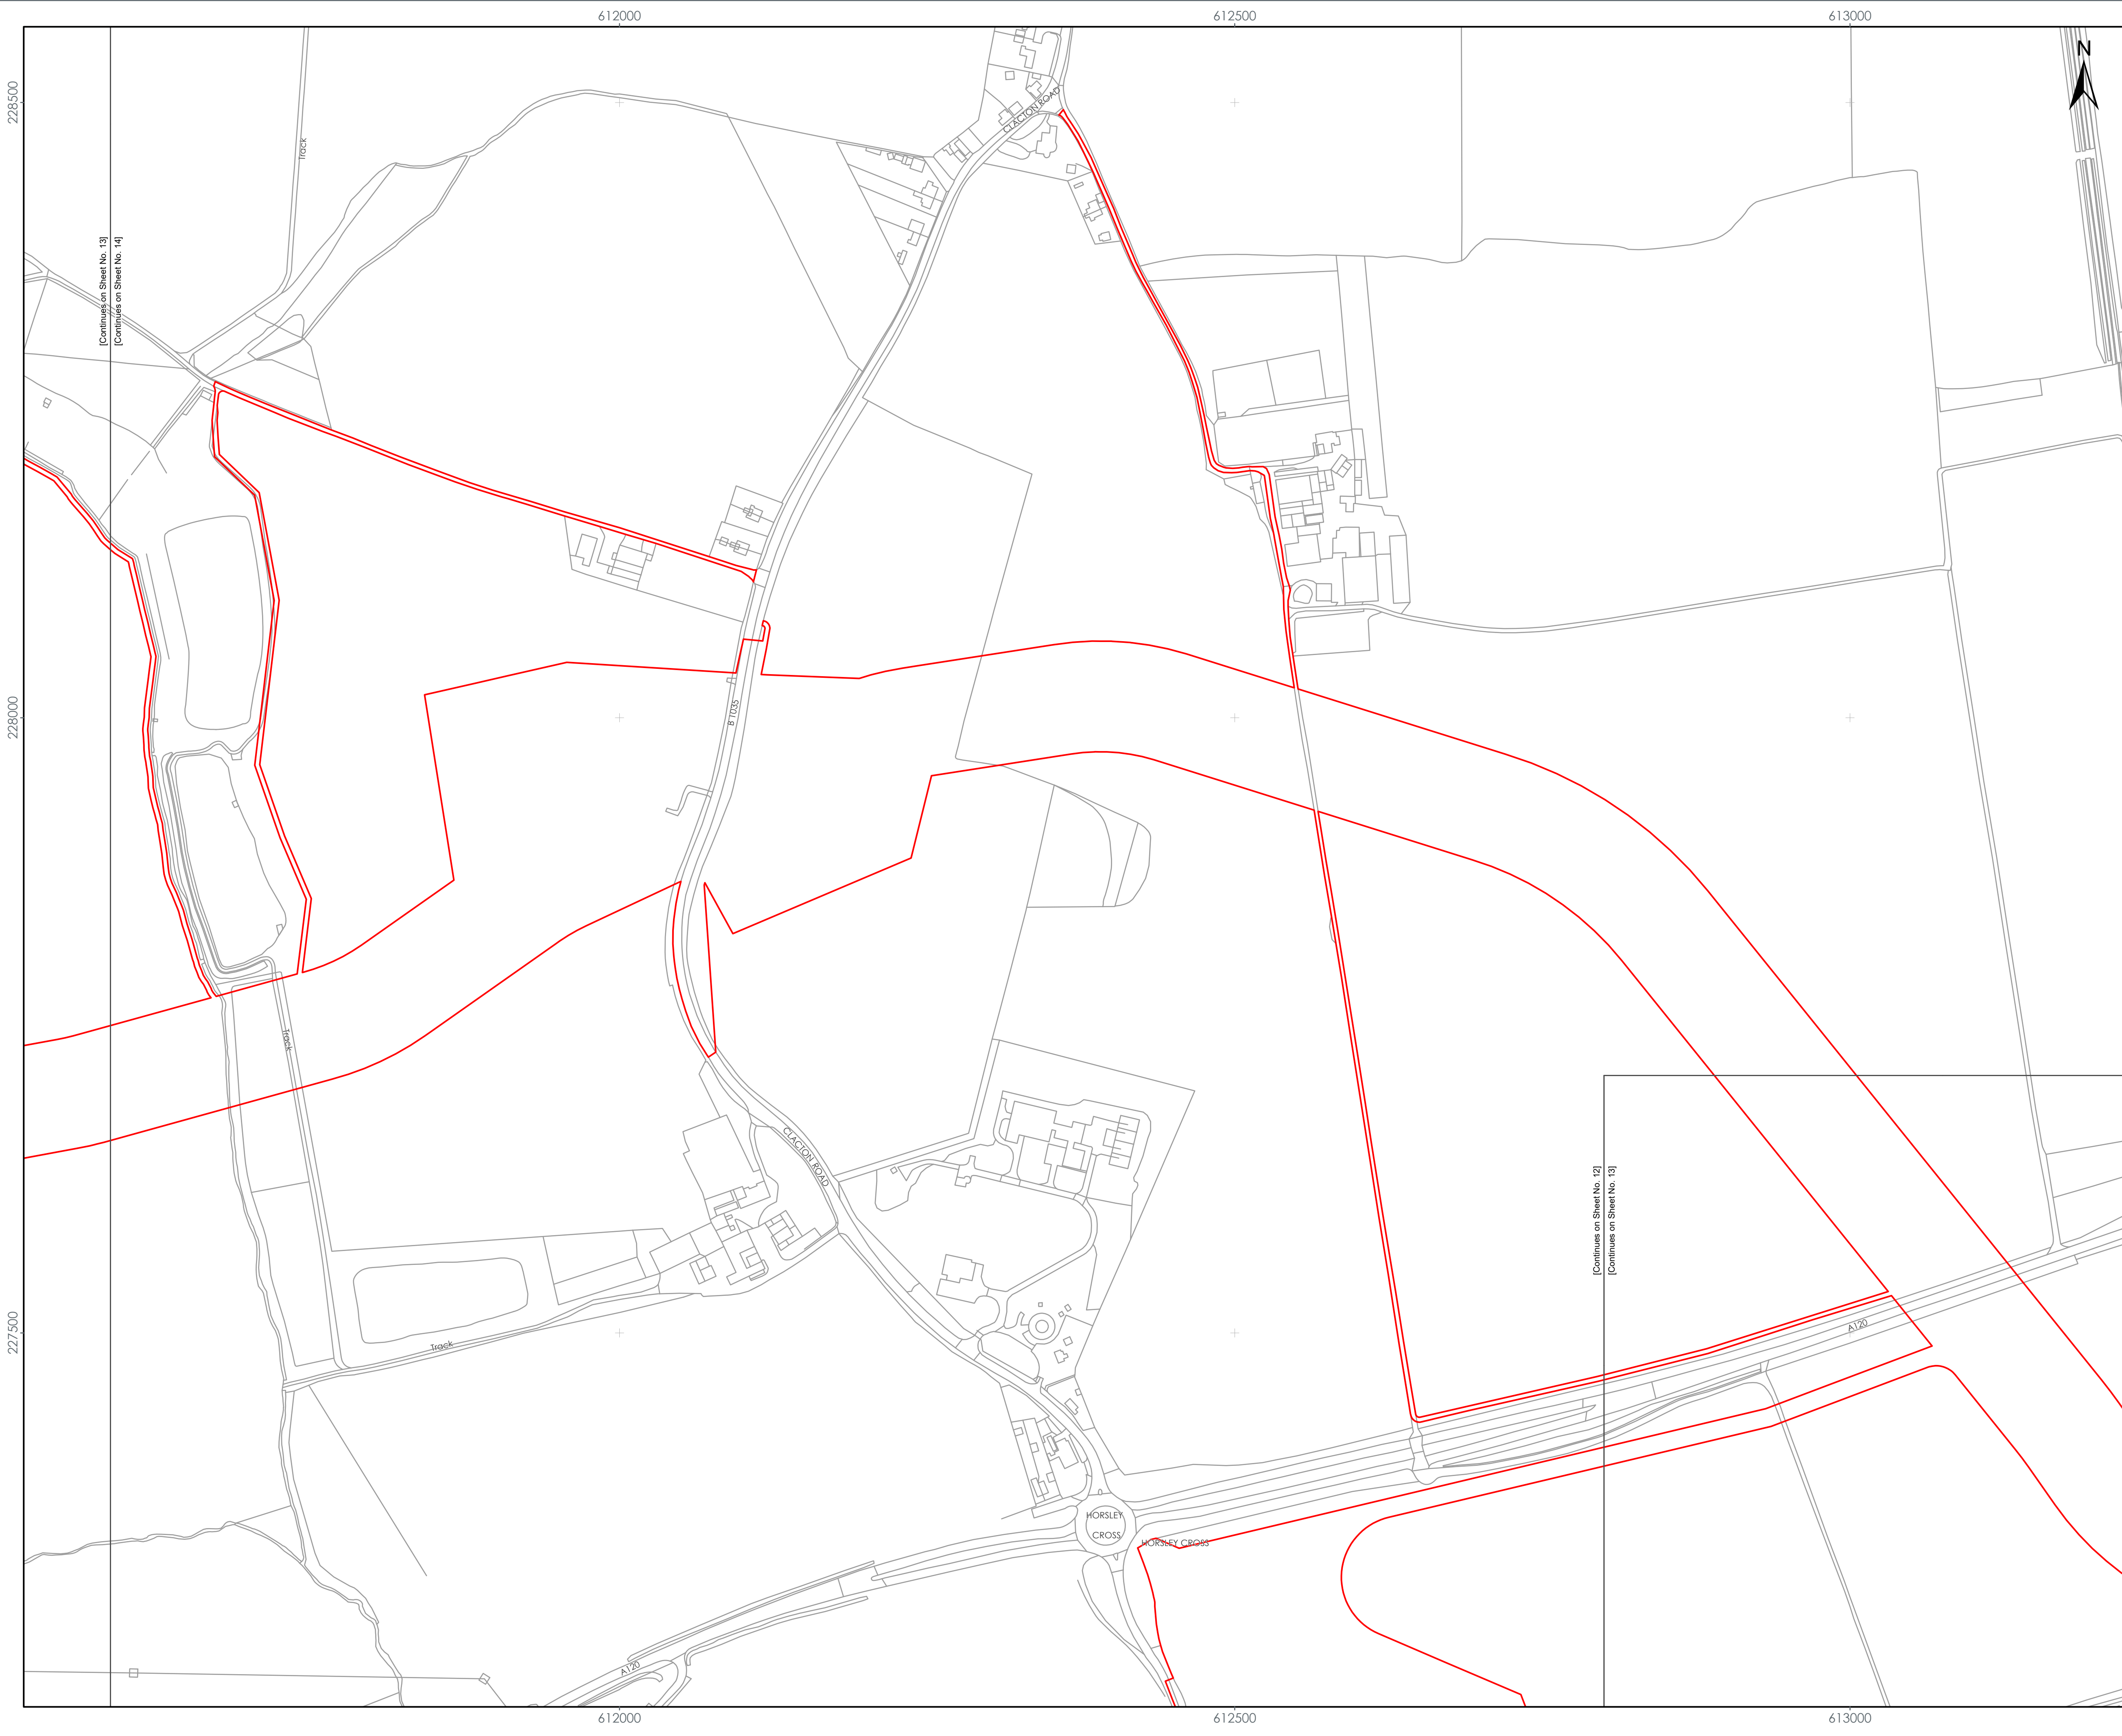 612000
612500
613000
N
228500
CLACTON ROAD
Track
[Continues on Sheet No. 13]
[Continues on Sheet No. 14]
228000
B 1035
Track
CLACTON ROAD
[Continues on Sheet No. 12]
[Continues on Sheet No. 13]
227500
A120
Track
HORSLEY
CROSS
HORSLEY CROSS
A120
612000
612500
613000